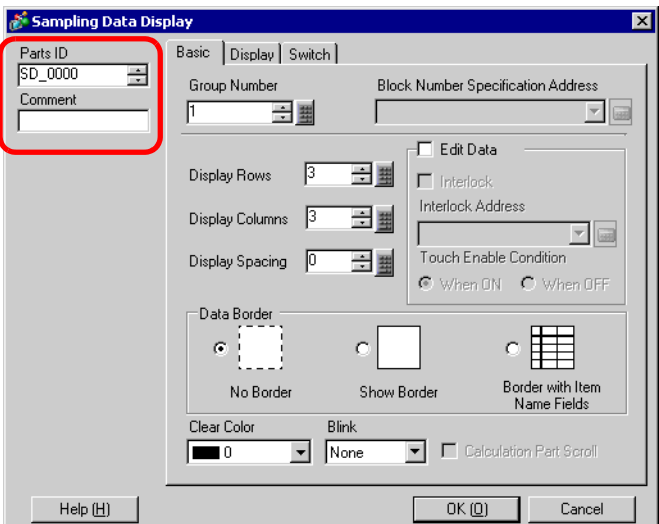 Sampling Data Display
Parts ID
SD_0000
Comment
Basic Display Switch
Group Number
1
Block Number Specification Address
Display Rows 3
Display Columns 3
Display Spacing 0
Edit Data
Interlock
Interlock Address
Touch Enable Condition
When ON When OFF
Data Border
No Border
Show Border
Border with Item
Name Fields
Clear Color
0
Blink
None
Calculation Part Scroll
Help (H)
OK (O)
Cancel